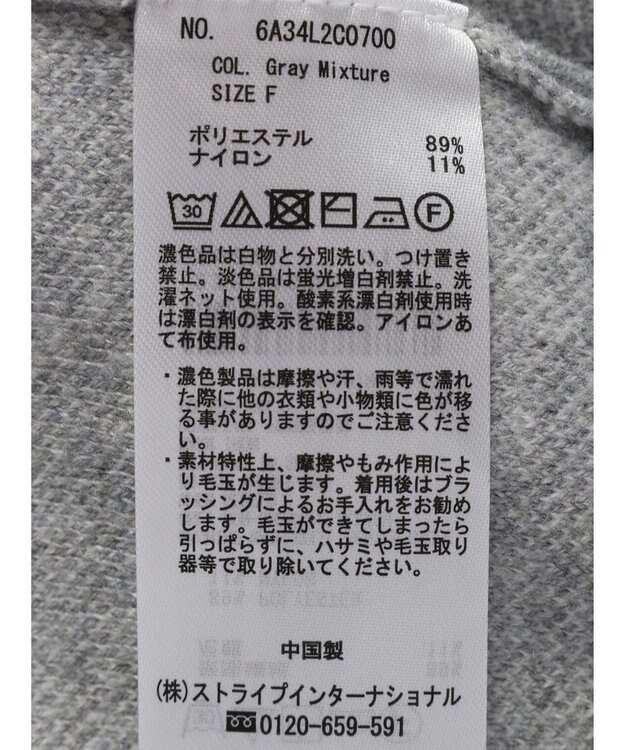 NO. 6A34L2C0700
COL. Gray Mixture
SIZE F
ポリエステル 89%
ナイロン 11%
30
F
濃色品は白物と分別洗い。つけ置き
禁止。淡色品は蛍光増白剤禁止。洗
濯ネット使用。酸素系漂白剤使用時
は漂白剤の表示を確認。アイロンあ
て布使用。
・濃色製品は摩擦や汗、雨等で濡れ
た際に他の衣類や小物類に色が移
る事がありますのでご注意くださ
い。
・素材特性上、摩擦やもみ作用によ
り毛玉が生じます。着用後はブラ
ッシングによるお手入れをお勧め
します。毛玉ができてしまったら
引っぱらずに、ハサミや毛玉取り
器等で取り除いてください。
中国製
(株)ストライプインターナショナル
0120-659-591